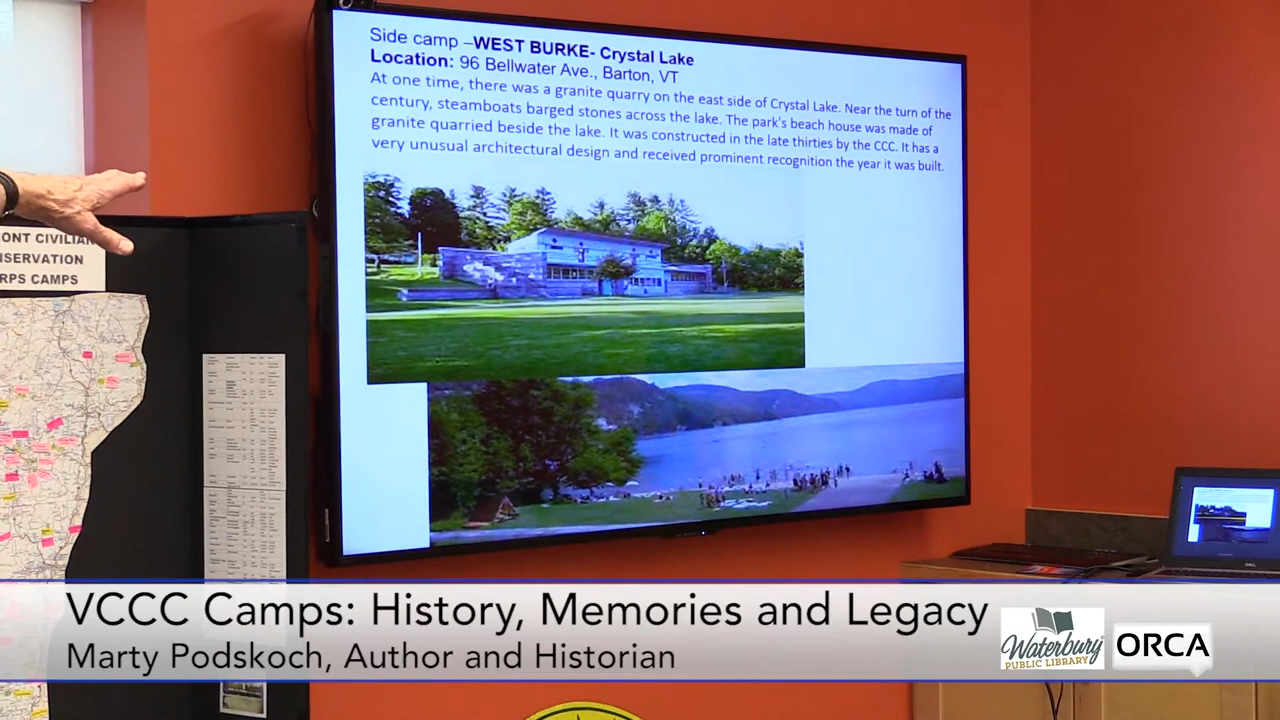 Side camp –WEST BURKE- Crystal Lake
Location: 96 Bellwater Ave., Barton, VT
At one time, there was a granite quarry on the east side of Crystal Lake. Near the turn of the
century, steamboats barged stones across the lake. The park's beach house was made of
granite quarried beside the lake. It was constructed in the late thirties by the CCC. It has a
very unusual architectural design and received prominent recognition the year it was built.
ONT CIVILIAN
NSERVATION
RPS CAMPS
DELL
VCCC Camps: History, Memories and Legacy
Marty Podskoch, Author and Historian
Waterbury
PUBLIC LIBRARY
ORCA